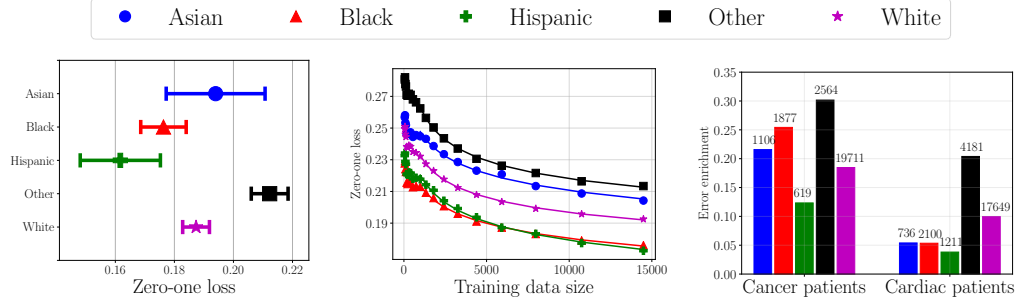 Asian Black Hispanic Other White
Asian
Black
Hispanic
Other
White
0.16 0.18 0.20 0.22
Zero-one loss
Zero-one loss
0.27
0.25
0.23
0.21
0.19
0 5000 10000 15000
Training data size
Error enrichment
0.35
0.30
0.25
0.20
0.15
0.10
0.05
0.00
1106 1877 619 2564 19711
736 2100 1211 4181 17649
Cancer patients Cardiac patients